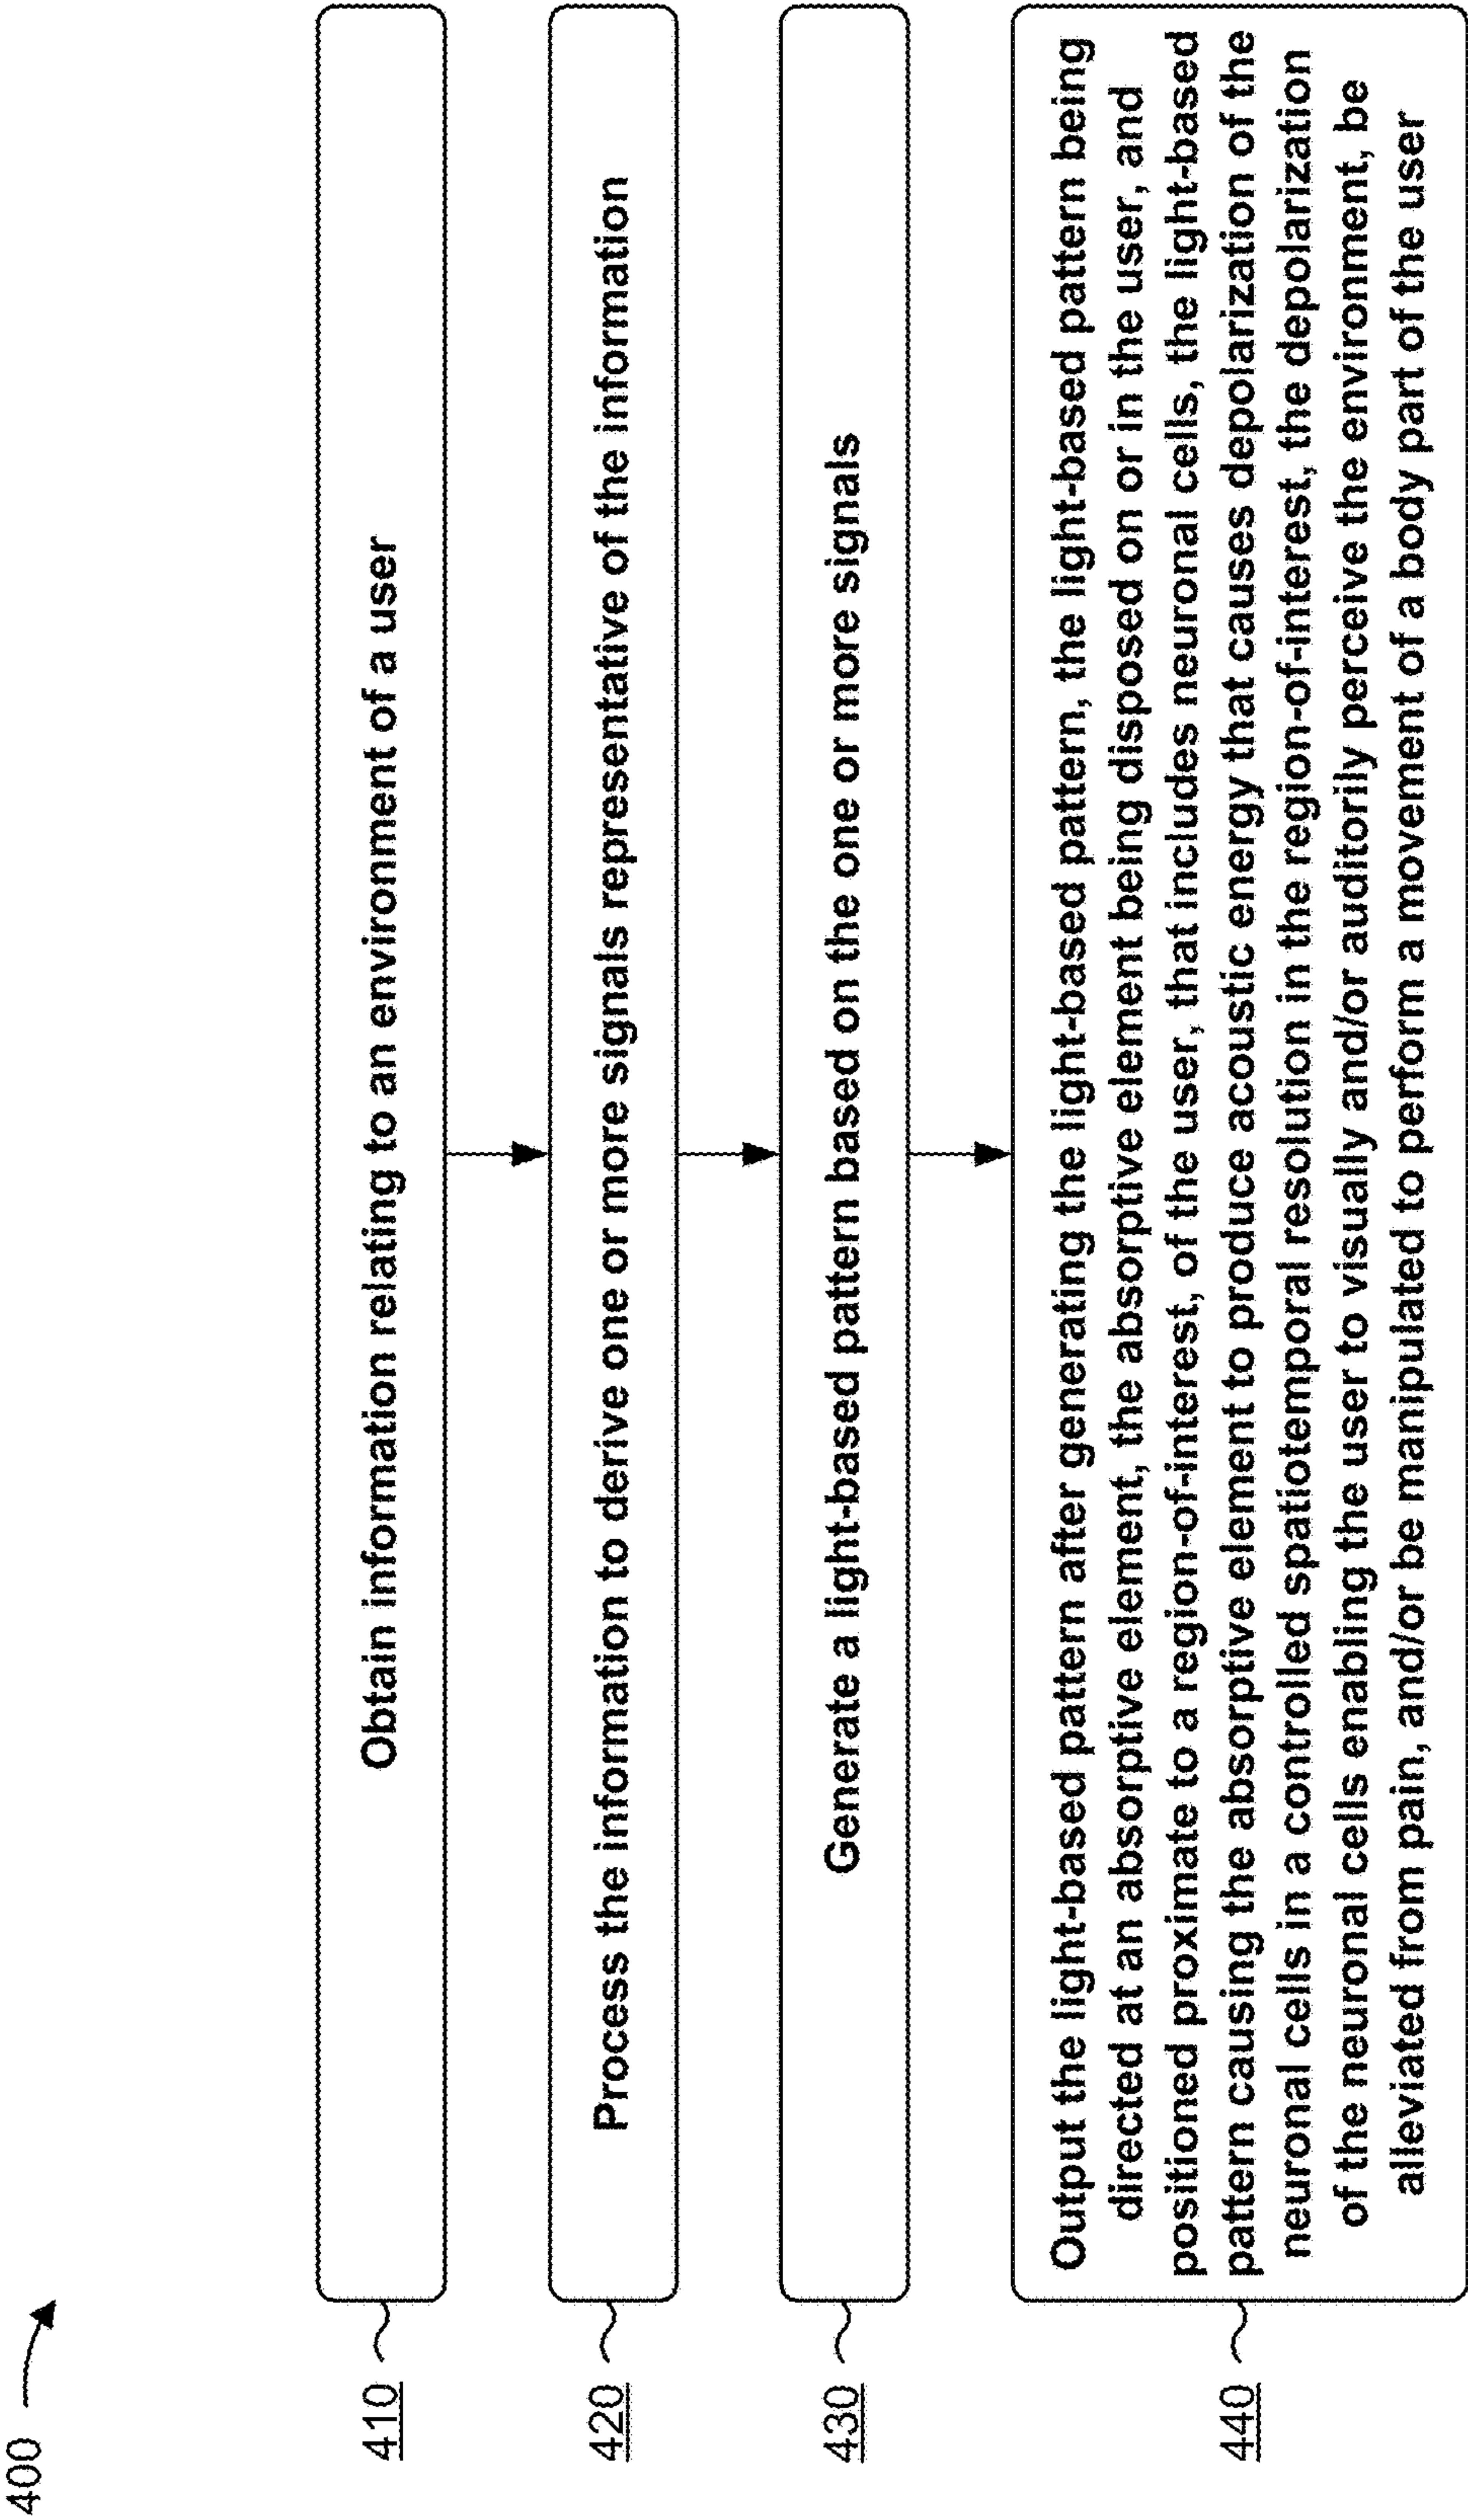 400
410
Obtain information relating to an environment of a user
420
Process the information to derive one or more signals representative of the information
430
Generate a light-based pattern based on the one or more signals
440
Output the light-based pattern after generating the light-based pattern, the light-based pattern being
directed at an absorptive element, the absorptive element being disposed on or in the user, and
positioned proximate to a region-of-interest, of the user, that includes neuronal cells, the light-based
pattern causing the absorptive element to produce acoustic energy that causes depolarization of the
neuronal cells in a controlled spatiotemporal resolution in the region-of-interest, the depolarization
of the neuronal cells enabling the user to visually and/or auditorily perceive the environment, be
alleviated from pain, and/or be manipulated to perform a movement of a body part of the user